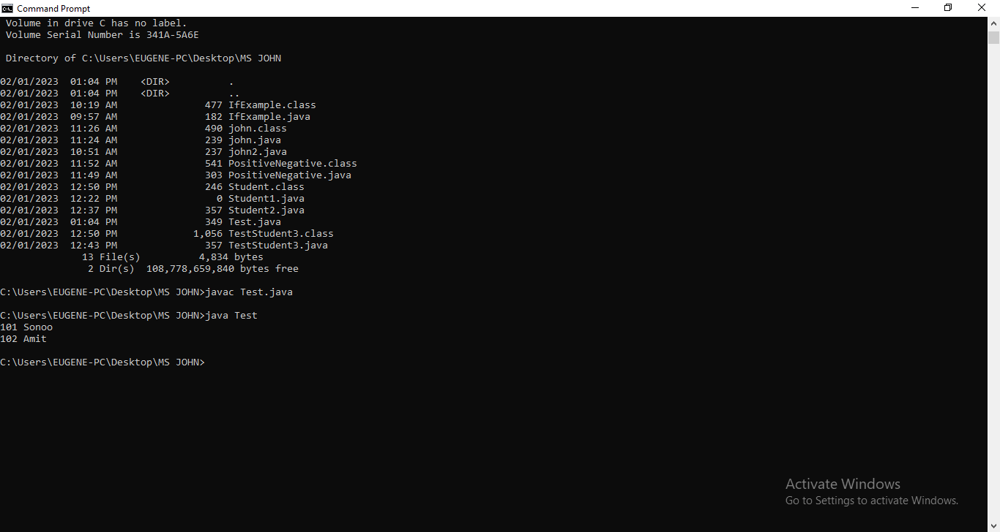 Command Prompt
Volume in drive C has no label.
Volume Serial Number is 341A-5A6E
Directory of C:\Users\EUGENE-PC\Desktop\MS JOHN
02/01/2023  01:04 PM    <DIR>          .
02/01/2023  01:04 PM    <DIR>          ..
02/01/2023  10:19 AM               477 IfExample.class
02/01/2023  09:57 AM               182 IfExample.java
02/01/2023  11:26 AM               490 john.class
02/01/2023  11:24 AM               239 john.java
02/01/2023  10:51 AM               237 john2.java
02/01/2023  11:52 AM               541 PositiveNegative.class
02/01/2023  11:49 AM               303 PositiveNegative.java
02/01/2023  12:50 PM               246 Student.class
02/01/2023  12:22 PM                 0 Student1.java
02/01/2023  12:37 PM               357 Student2.java
02/01/2023  01:04 PM               349 Test.java
02/01/2023  12:50 PM             1,056 TestStudent3.class
02/01/2023  12:43 PM               357 TestStudent3.java
13 File(s)          4,834 bytes
2 Dir(s)  108,778,659,840 bytes free
C:\Users\EUGENE-PC\Desktop\MS JOHN>javac Test.java
C:\Users\EUGENE-PC\Desktop\MS JOHN>java Test
101 Sonoo
102 Amit
C:\Users\EUGENE-PC\Desktop\MS JOHN>
Activate Windows
Go to Settings to activate Windows.